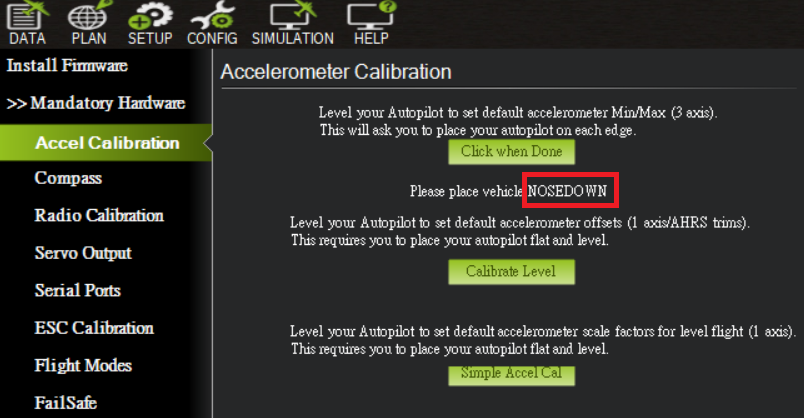 DATA PLAN SETUP CONFIG SIMULATION HELP
Install Firmware
>> Mandatory Hardware
Accel Calibration
Compass
Radio Calibration
Servo Output
Serial Ports
ESC Calibration
Flight Modes
FailSafe
Accelerometer Calibration
Level your Autopilot to set default accelerometer Min/Max (3 axis).
This will ask you to place your autopilot on each edge.
Click when Done
Please place vehicle NOSEDOWN
Level your Autopilot to set default accelerometer offsets (1 axis/AHRS trims).
This requires you to place your autopilot flat and level.
Calibrate Level
Level your Autopilot to set default accelerometer scale factors for level flight (1 axis).
This requires you to place your autopilot flat and level.
Simple Accel Cal